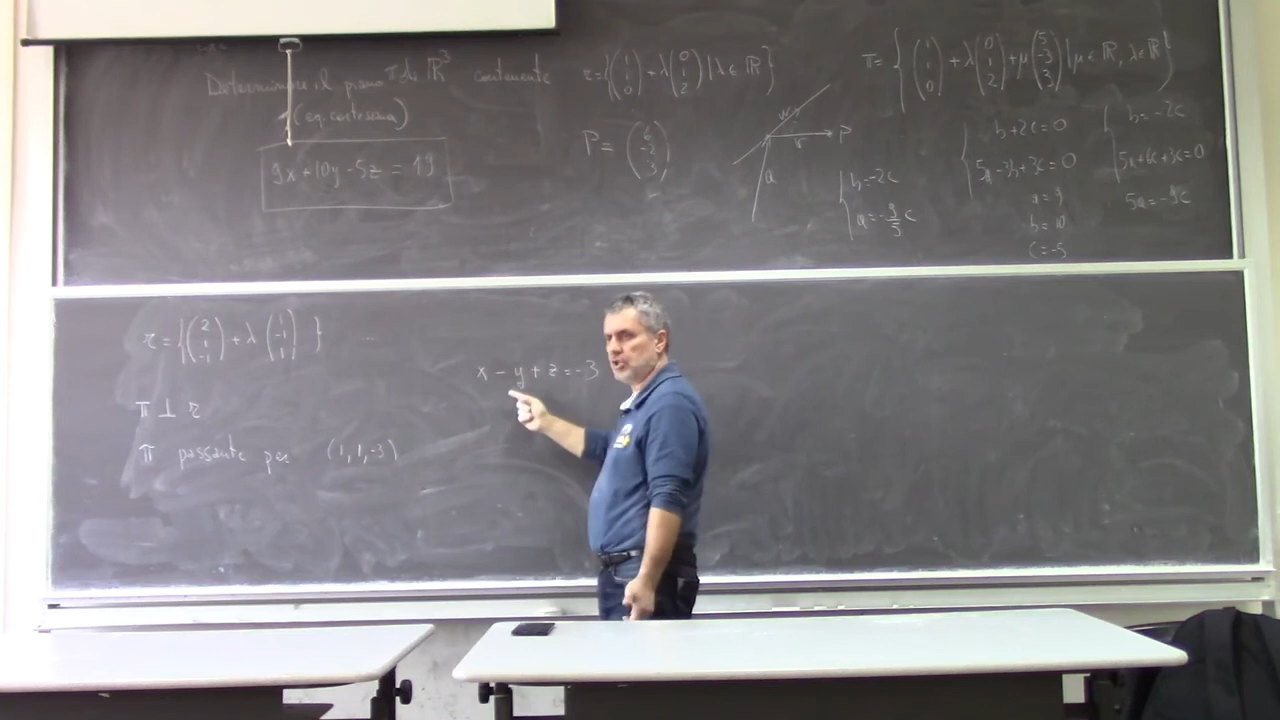 Determinare il piano π di ℝ³ contenente
(eq. cartesiana)
9x+10y-5z=19
r={(1 1 0)+λ(0 1 2)|λ∈ℝ}
P=(6 -2 3)
w
v
P
a
{b=-2c
a=-9/5 c
π={(1 1 0)+λ(0 1 2)+μ(5 -3 3)|μ∈ℝ, λ∈ℝ}
{b+2c=0
5a-3b+3c=0
a=9
b=10
c=-5
{b=-2c
5a+6c+3c=0
5a=-9c
r={(2 1 -1)+λ(1 -1 1)}
π⊥r
π passante per (1,1,-3)
x-y+z=-3